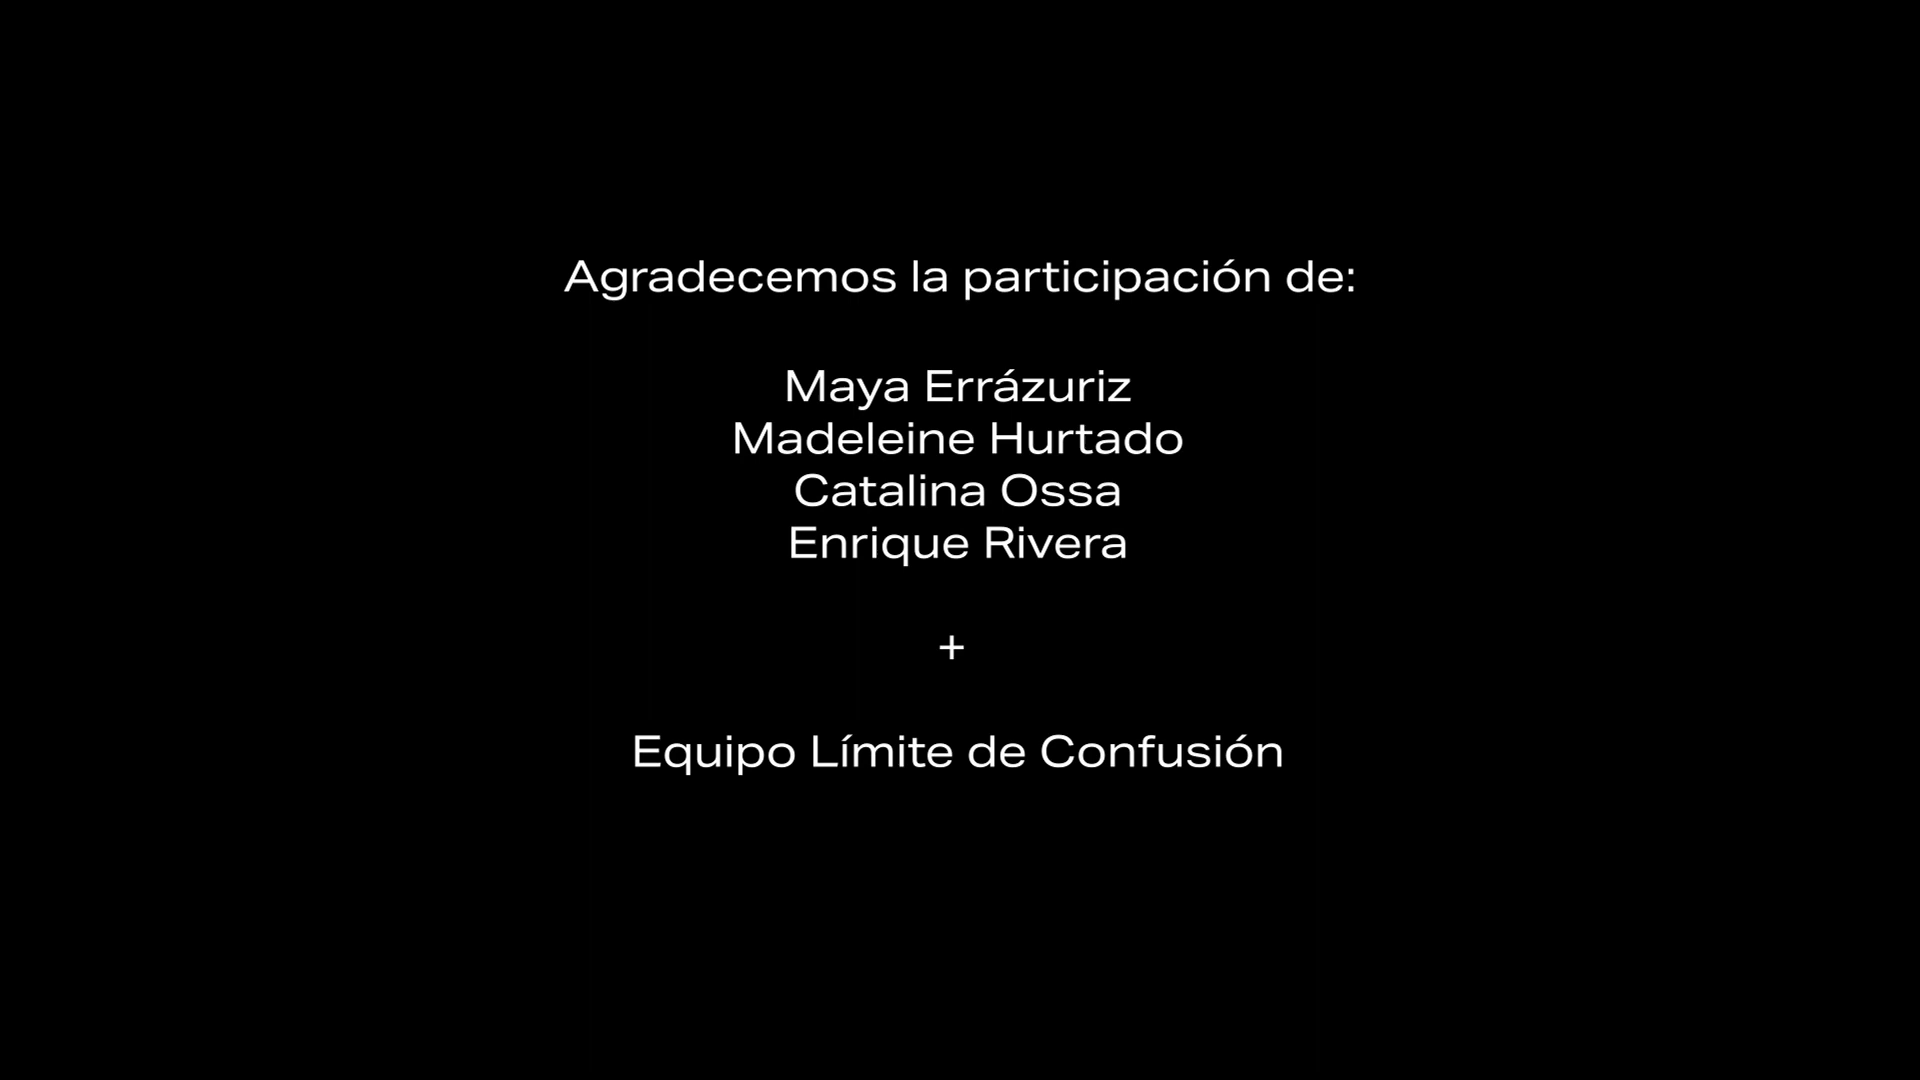 Agradecemos la participación de:
Maya Errázuriz
Madeleine Hurtado
Catalina Ossa
Enrique Rivera
+
Equipo Límite de Confusión